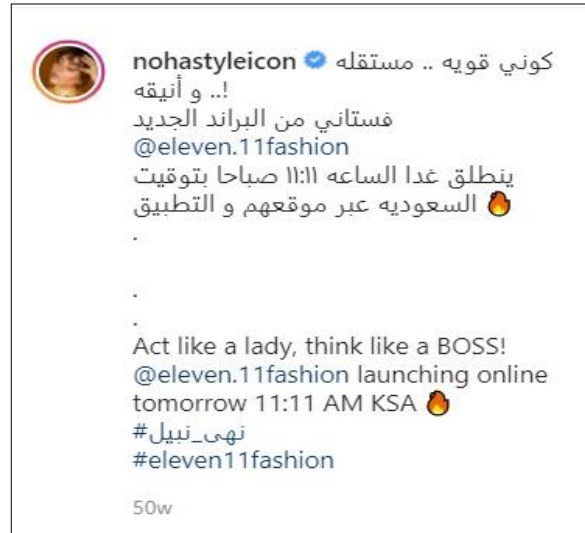 nohastyleicon كوني قويه .. مستقله
و أنيقه ..!
فستاني من البراند الجديد
@eleven.11fashion
ينطلق غدا الساعه ١١:١١ صباحا بتوقيت
السعوديه عبر موقعهم و التطبيق 🔥
.
.
.
Act like a lady, think like a BOSS!
@eleven.11fashion launching online
tomorrow 11:11 AM KSA 🔥
#نهى_نبيل
#eleven11fashion
50w